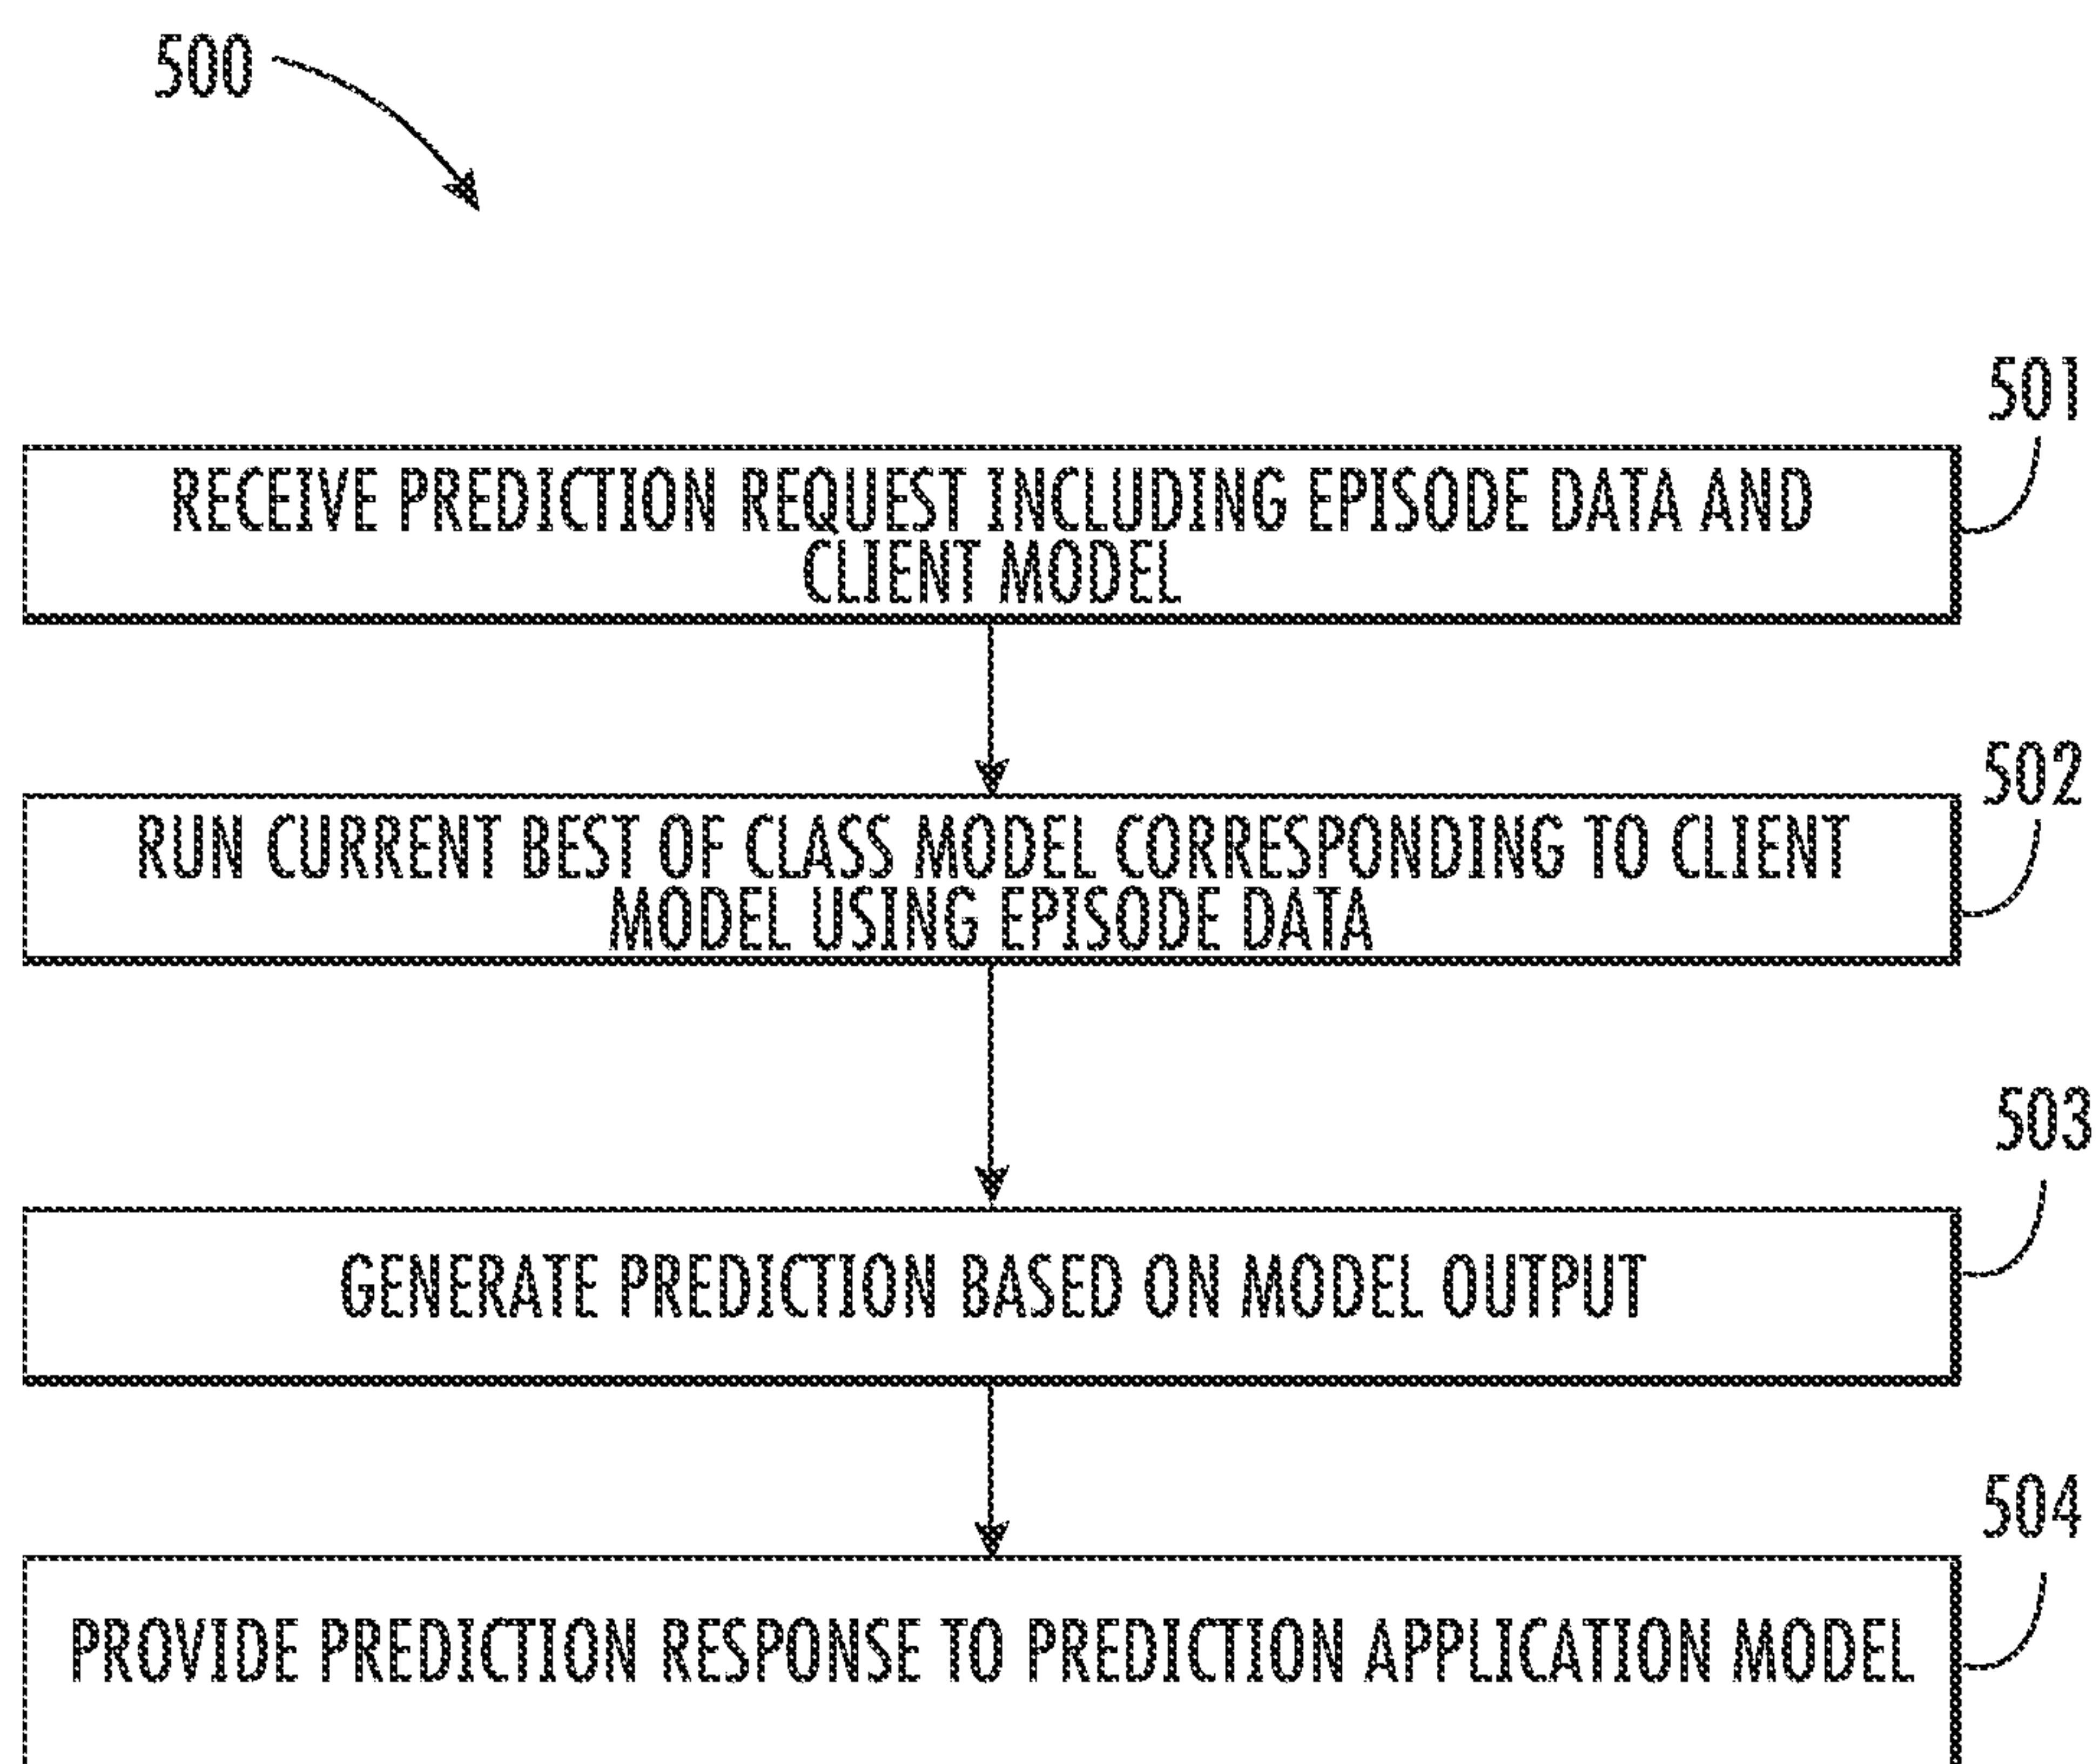 500
501
RECEIVE PREDICTION REQUEST INCLUDING EPISODE DATA AND
CLIENT MODEL
502
RUN CURRENT BEST OF CLASS MODEL CORRESPONDING TO CLIENT
MODEL USING EPISODE DATA
503
GENERATE PREDICTION BASED ON MODEL OUTPUT
504
PROVIDE PREDICTION RESPONSE TO PREDICTION APPLICATION MODEL